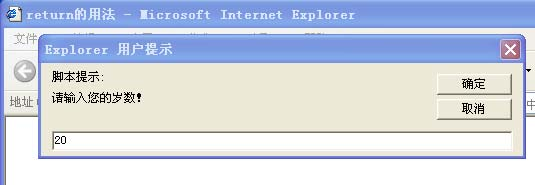 return的用法 - Microsoft Internet Explorer
文件
Explorer 用户提示
脚本提示:
确定
请输入您的岁数!
取消
地址
20